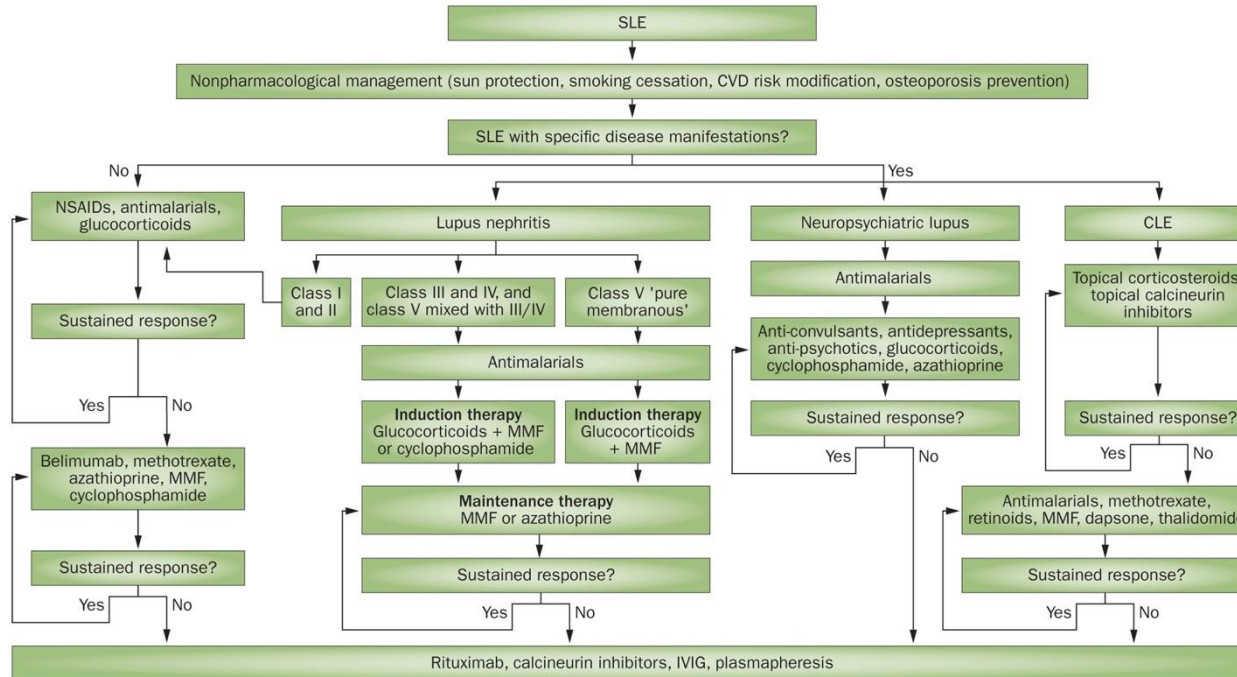 SLE
Nonpharmacological management (sun protection, smoking cessation, CVD risk modification, osteoporosis prevention)
SLE with specific disease manifestations?
No
Yes
NSAIDs, antimalarials,
glucocorticoids
Lupus nephritis
Neuropsychiatric lupus
CLE
Class I
and II
Class III and IV, and
class V mixed with III/IV
Class V 'pure
membranous'
Antimalarials
Topical corticosteroids
topical calcineurin
inhibitors
Sustained response?
Antimalarials
Anti-convulsants, antidepressants,
anti-psychotics, glucocorticoids,
cyclophosphamide, azathioprine
Yes
No
Induction therapy
Glucocorticoids + MMF
or cyclophosphamide
Induction therapy
Glucocorticoids
+ MMF
Sustained response?
Sustained response?
Yes
No
Yes
No
Belimumab, methotrexate,
azathioprine, MMF,
cyclophosphamide
Maintenance therapy
MMF or azathioprine
Antimalarials, methotrexate,
retinoids, MMF, dapsone, thalidomide
Sustained response?
Sustained response?
Sustained response?
Yes
No
Yes
No
Yes
No
Rituximab, calcineurin inhibitors, IVIG, plasmapheresis